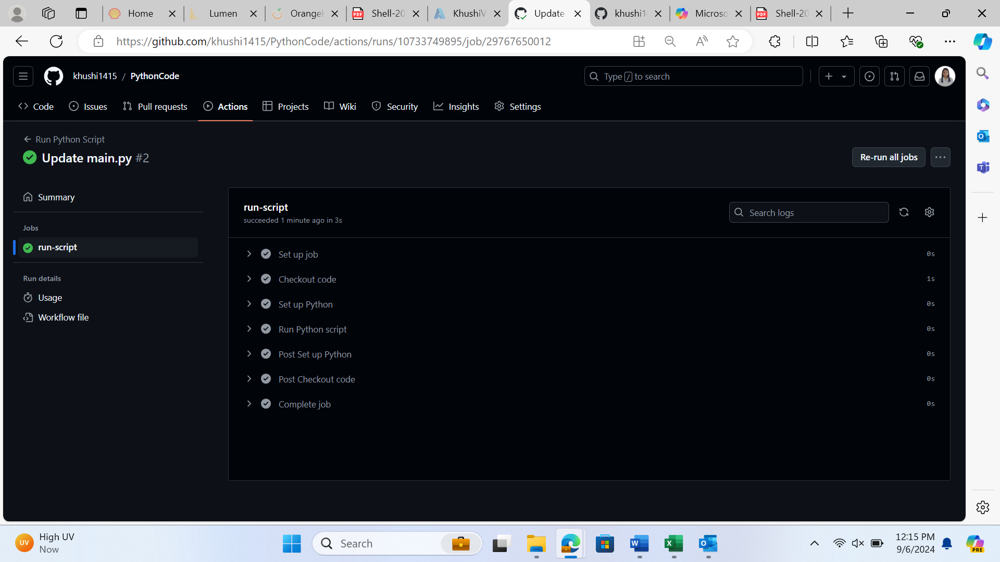 Home
Lumen
Orange
Shell-20
KhushiV
Update
khushi1
Microso
Shell-20
https://github.com/khushi1415/PythonCode/actions/runs/10733749895/job/29767650012
khushi1415 / PythonCode
Type / to search
Code
Issues
Pull requests
Actions
Projects
Wiki
Security
Insights
Settings
Run Python Script
Update main.py #2
Re-run all jobs
Summary
Jobs
run-script
Run details
Usage
Workflow file
run-script
succeeded 1 minute ago in 3s
Search logs
Set up job 0s
Checkout code 1s
Set up Python 0s
Run Python script 0s
Post Set up Python 0s
Post Checkout code 0s
Complete job 0s
UV
High UV
Now
Search
12:15 PM
9/6/2024
PRE